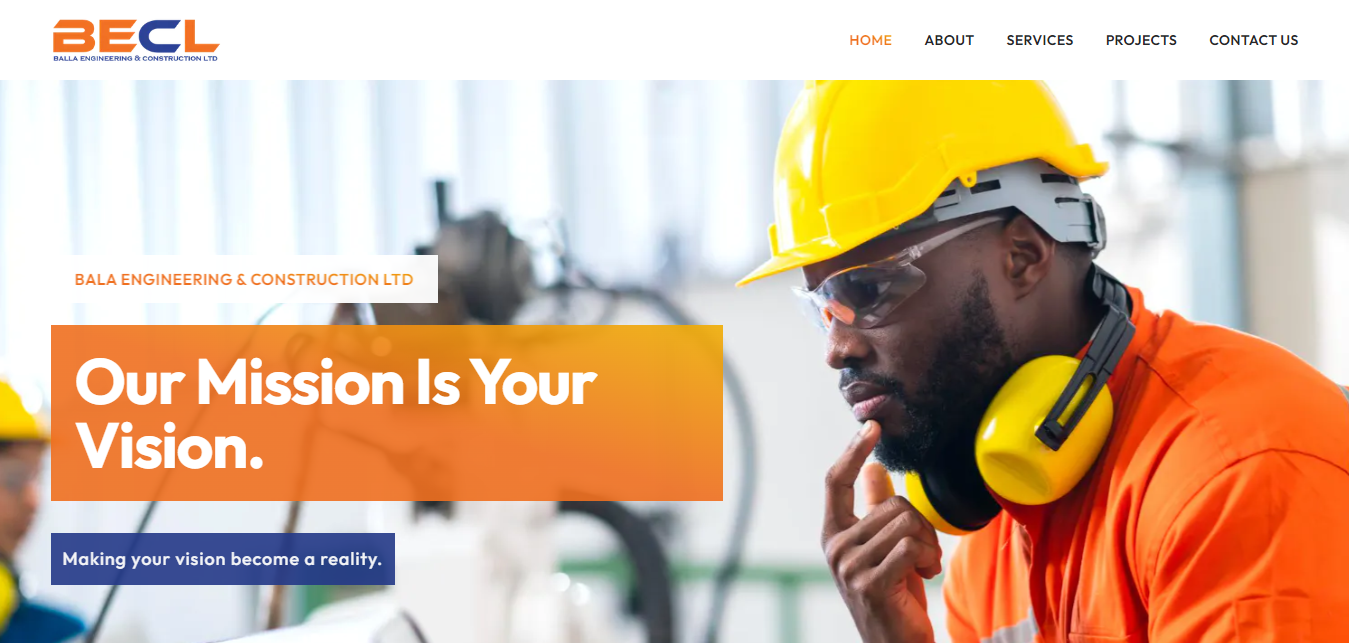 BECL
BALLA ENGINEERING & CONSTRUCTION LTD
HOME ABOUT SERVICES PROJECTS CONTACT US
BALA ENGINEERING & CONSTRUCTION LTD
Our Mission Is Your
Vision.
Making your vision become a reality.